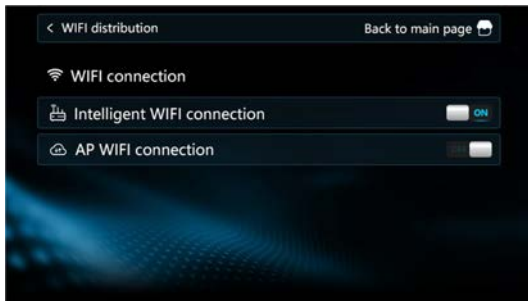 < WIFI distribution Back to main page
WIFI connection
Intelligent WIFI connection ON
AP WIFI connection